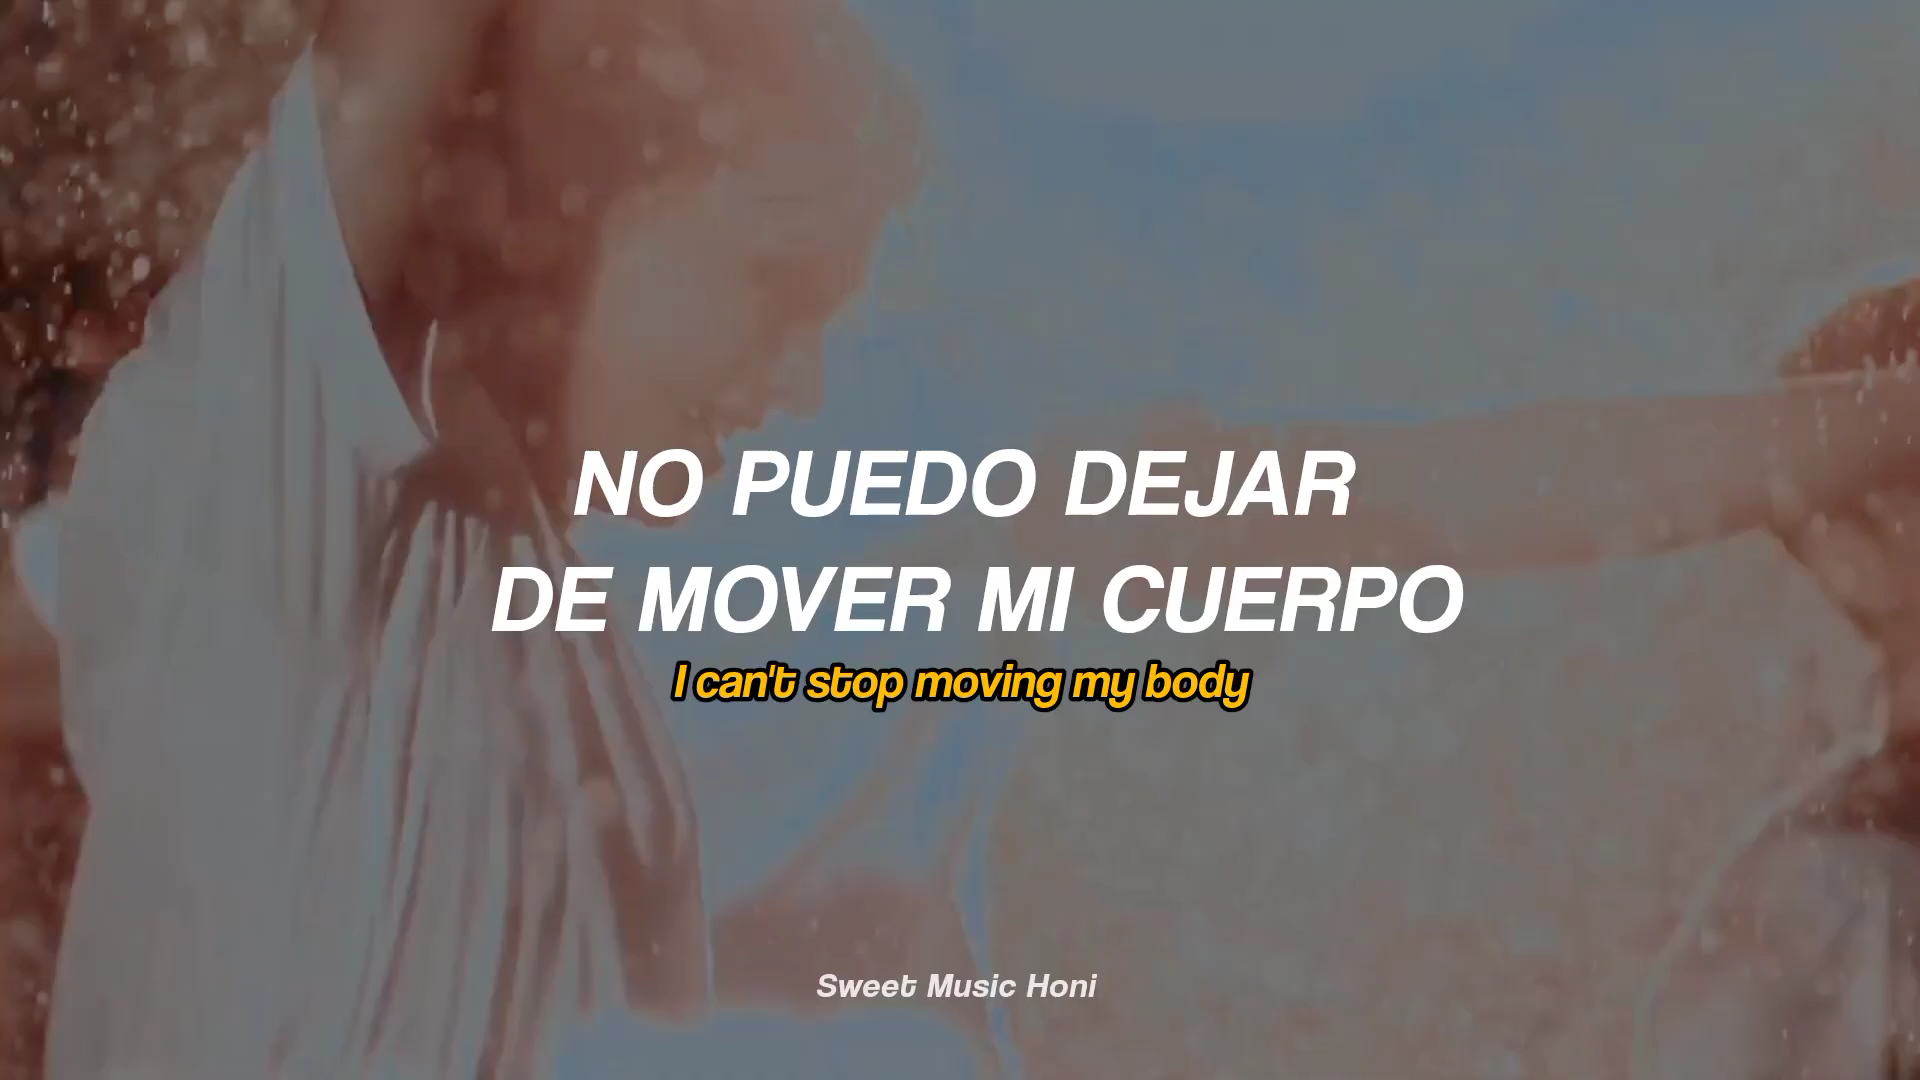 NO PUEDO DEJAR
DE MOVER MI CUERPO
I can't stop moving my body
Sweet Music Honi